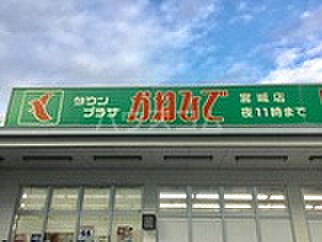 タウン
プラザ
かねひで
宮城店
夜11時まで